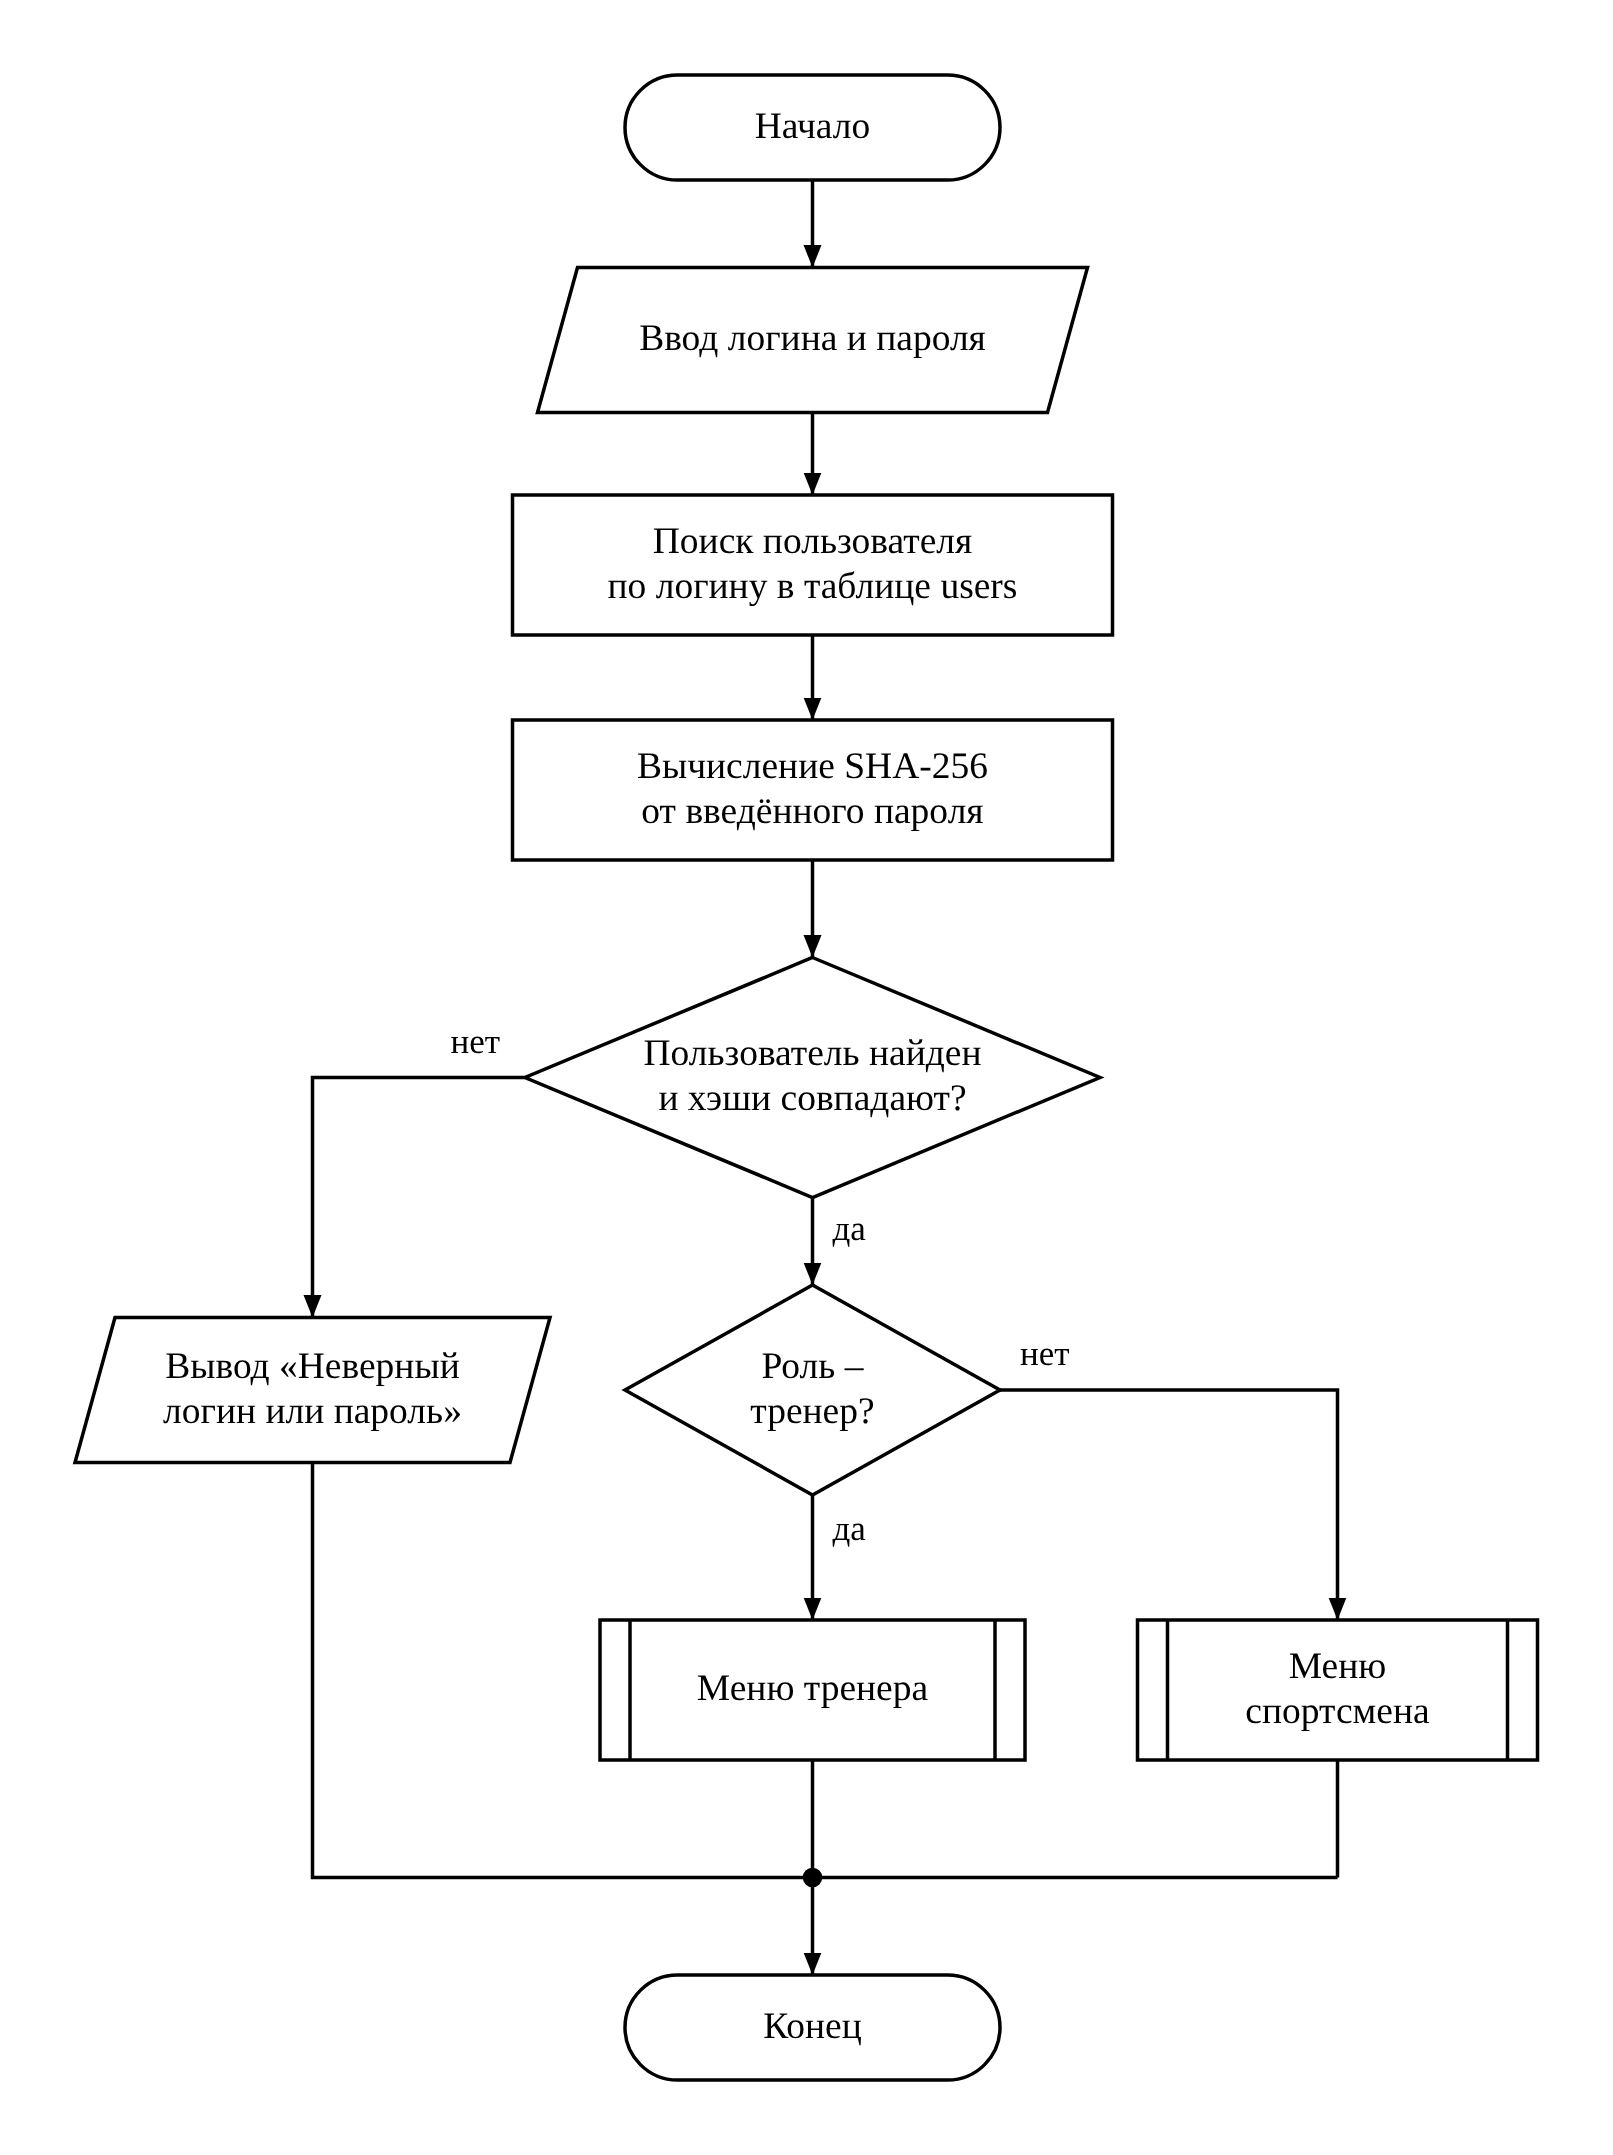 Начало
Ввод логина и пароля
Поиск пользователя
по логину в таблице users
Вычисление SHA-256
от введённого пароля
Пользователь найден
и хэши совпадают?
нет
да
Вывод «Неверный
логин или пароль»
Роль –
тренер?
нет
да
Меню тренера
Меню
спортсмена
Конец